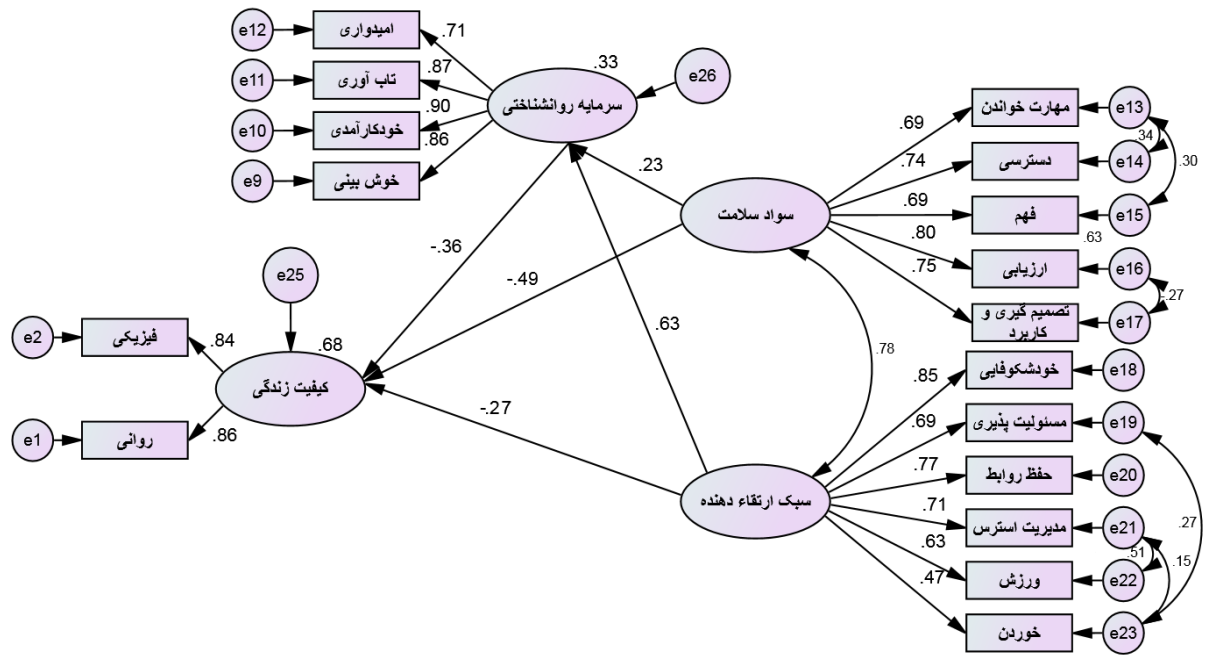 e12
امیدواری
.71
e11
تاب آوری
.87
e10
خودکارآمدی
.90
e9
خوش بینی
.86
.33
سرمایه روانشناختی
e26
.23
سواد سلامت
.69
مهارت خواندن
e13
.34
.74
دسترسی
e14
.30
.69
فهم
e15
.63
.80
ارزیابی
e16
-.27
.75
تصمیم گیری و
کاربرد
e17
-.36
-.49
.63
.78
e25
.68
کیفیت زندگی
e2
فیزیکی
.84
e1
روانی
.86
-.27
سبک ارتقاء دهنده
.85
خودشکوفایی
e18
.69
مسئولیت پذیری
e19
.77
حفظ روابط
e20
.27
.71
مدیریت استرس
e21
.51
.15
.63
ورزش
e22
.47
خوردن
e23